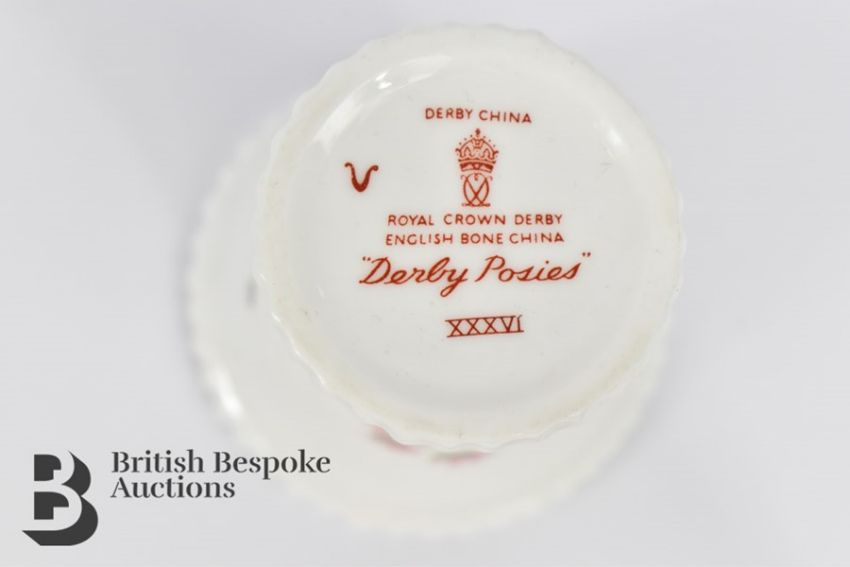 DERBY CHINA
ROYAL CROWN DERBY
ENGLISH BONE CHINA
"Derby Posies"
XXXVI
British Bespoke
Auctions